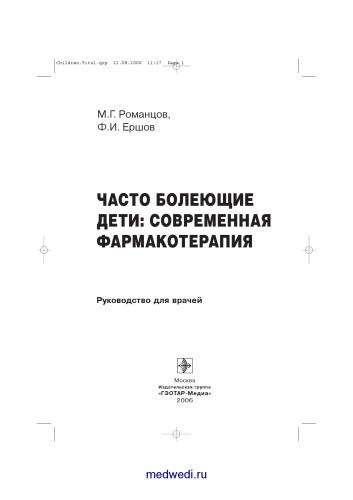 Children.Vital.qxp 11.08.2006 11:17 Page 1
М.Г. Романцов,
Ф.И. Ершов
ЧАСТО БОЛЕЮЩИЕ
ДЕТИ: СОВРЕМЕННАЯ
ФАРМАКОТЕРАПИЯ
Руководство для врачей
Москва
Издательская группа
«ГЭОТАР-Медиа»
2006
medwedi.ru